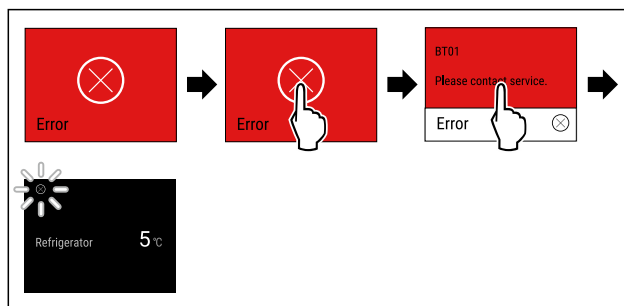 Error
Error
BT01
Please contact service.
Error
Refrigerator 5 °C